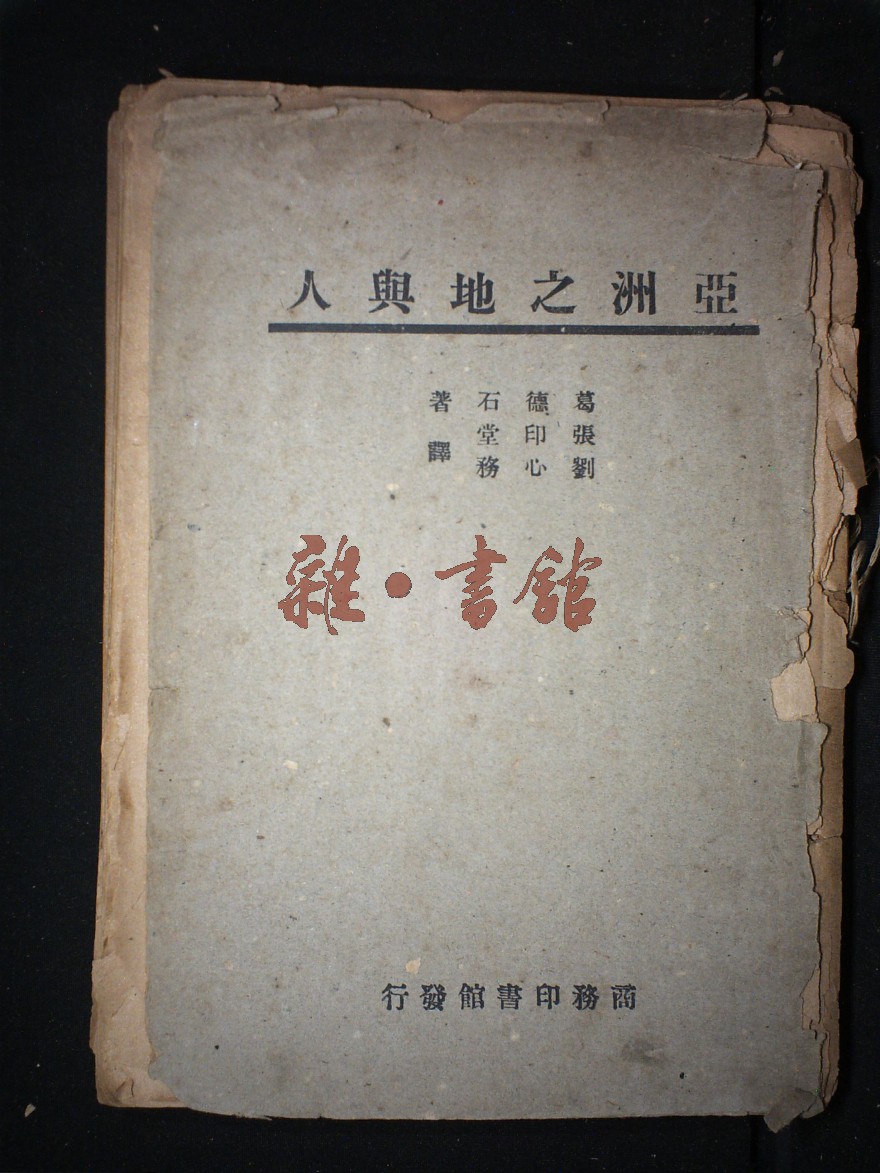 亞洲之地與人
葛德石著
張印堂
劉心務
譯
雜·書館
商務印書館發行